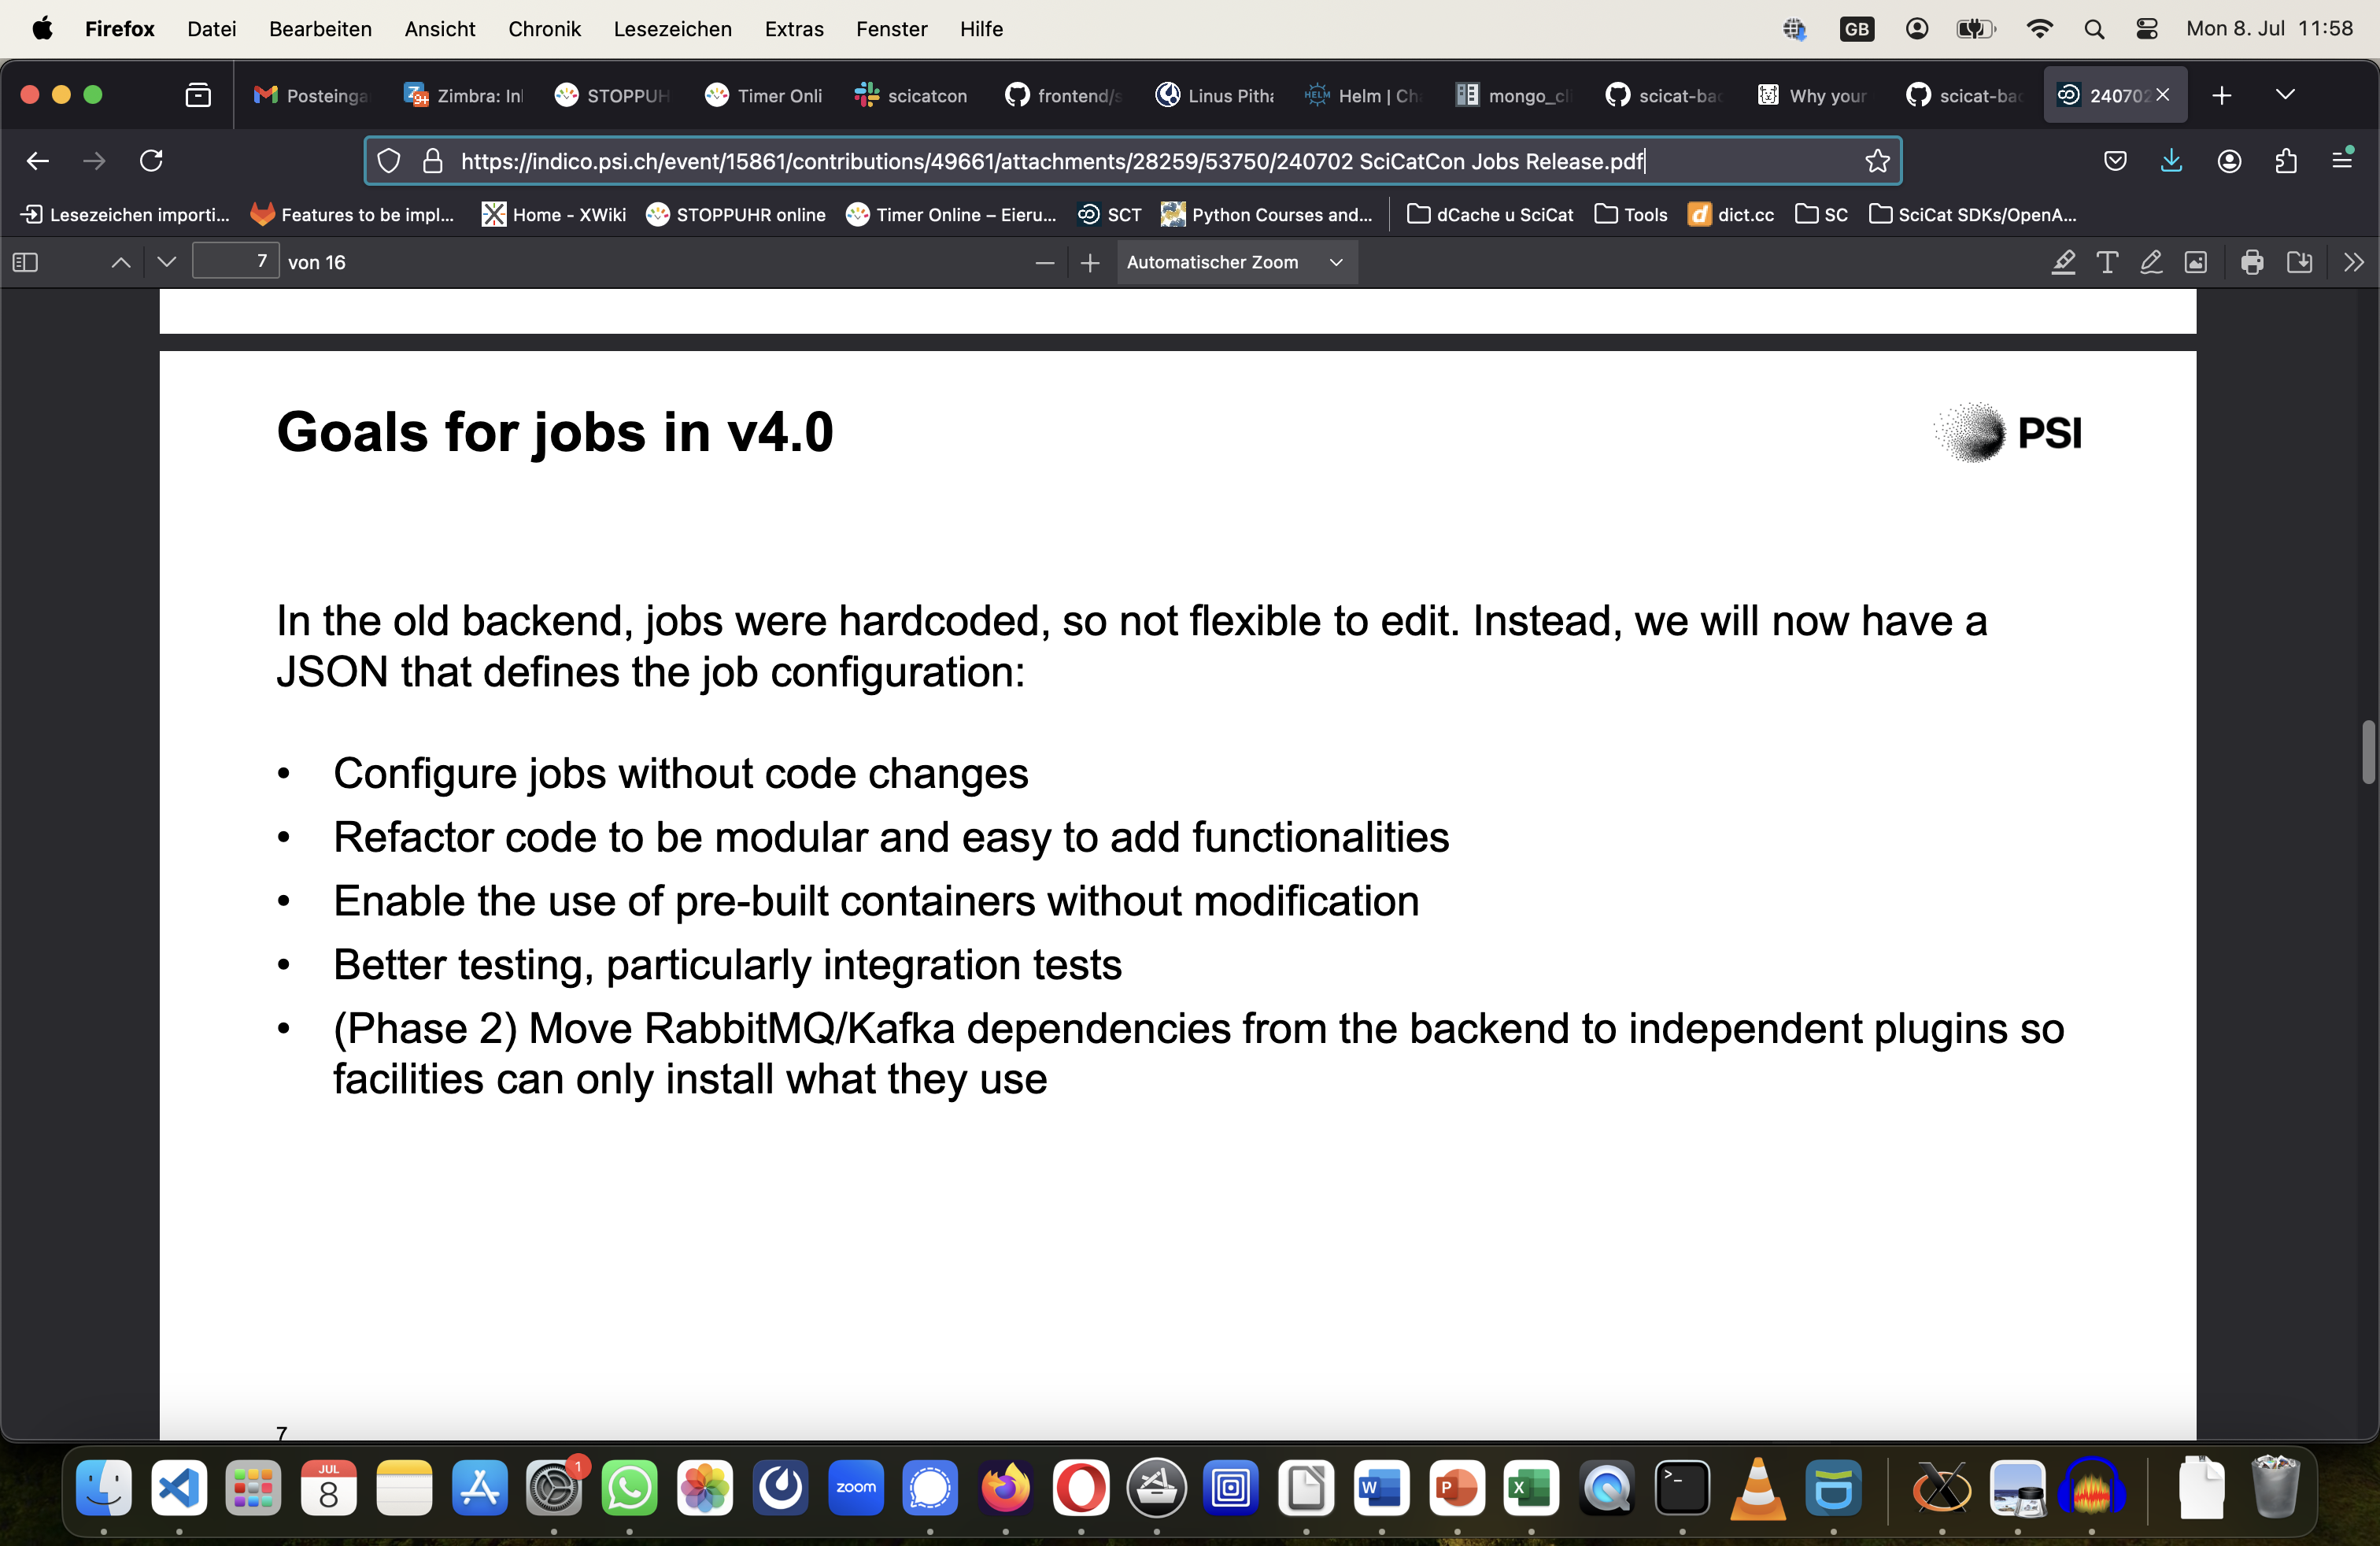 Firefox Datei Bearbeiten Ansicht Chronik Lesezeichen Extras Fenster Hilfe GB Mon 8. Jul 11:58
Posteinga Zimbra: In STOPPUH Timer Onli scicatcon frontend/s Linus Pitha Helm | Ch mongo_cl scicat-bac Why your scicat-bac 240702
https://indico.psi.ch/event/15861/contributions/49661/attachments/28259/53750/240702 SciCatCon Jobs Release.pdf
Lesezeichen importi... Features to be impl... Home - XWiki STOPPUHR online Timer Online – Eieru... SCT Python Courses and... dCache u SciCat Tools dict.cc SC SciCat SDKs/OpenA...
7 von 16 Automatischer Zoom
Goals for jobs in v4.0
PSI
In the old backend, jobs were hardcoded, so not flexible to edit. Instead, we will now have a
JSON that defines the job configuration:
• Configure jobs without code changes
• Refactor code to be modular and easy to add functionalities
• Enable the use of pre-built containers without modification
• Better testing, particularly integration tests
• (Phase 2) Move RabbitMQ/Kafka dependencies from the backend to independent plugins so
facilities can only install what they use
7
JUL
8
1
zoom
W
P
X